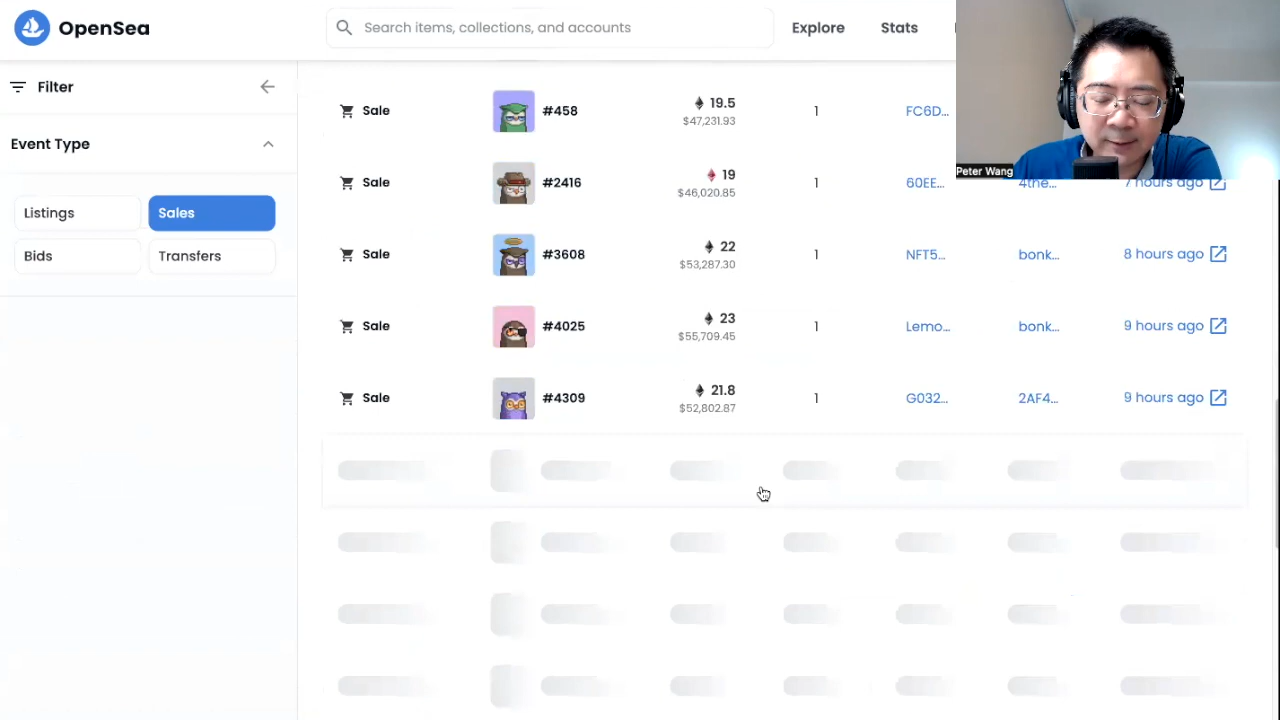 OpenSea
Search items, collections, and accounts
Explore
Stats
Filter
Event Type
Listings
Sales
Bids
Transfers
Sale #458 19.5 1 FC6D...
$47,231.93
Sale #2416 19 1 60EE... 4the... 7 hours ago
$46,020.85
Sale #3608 22 1 NFT5... bonk... 8 hours ago
$53,287.30
Sale #4025 23 1 Lemo... bonk... 9 hours ago
$55,709.45
Sale #4309 21.8 1 G032... 2AF4... 9 hours ago
$52,802.87
Peter Wang